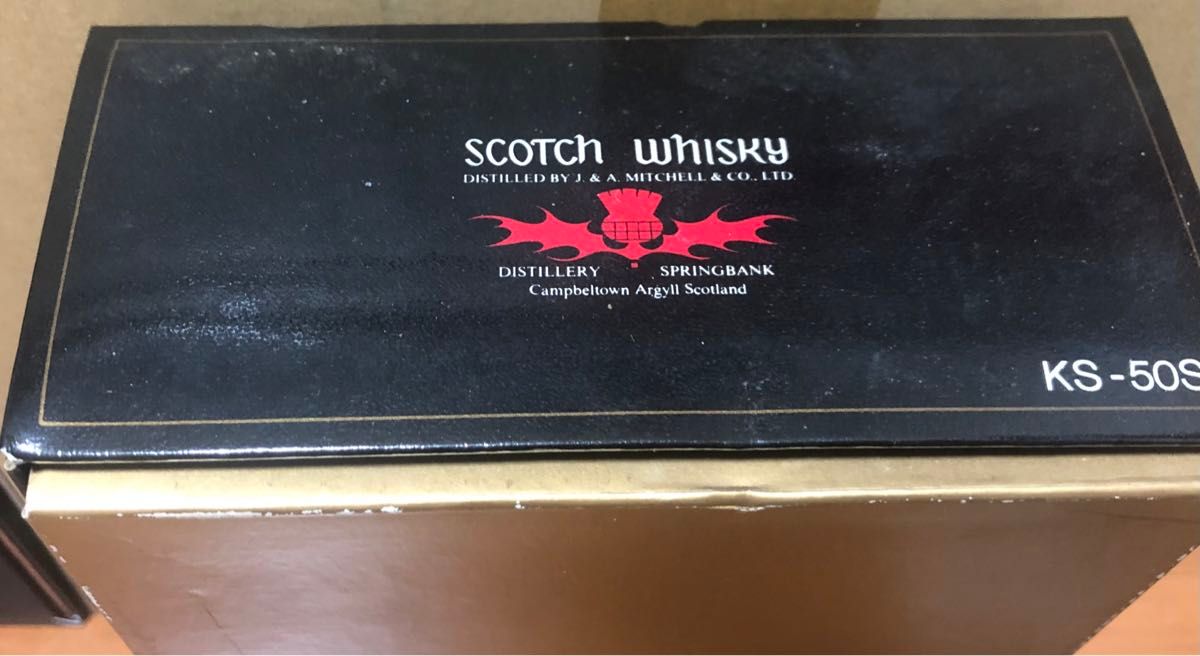 SCOTCH WHISKY
DISTILLED BY J. & A. MITCHELL & CO., LTD
DISTILLERY SPRINGBANK
Campbeltown Argyll Scotland
KS-50S